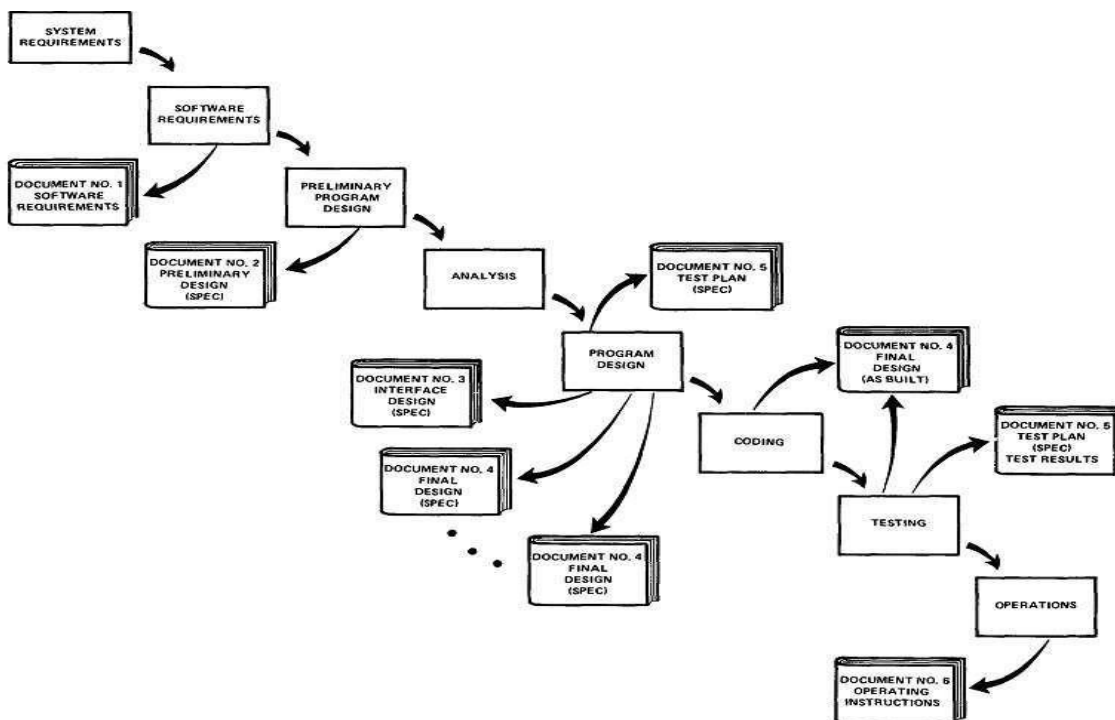 SYSTEM
REQUIREMENTS
SOFTWARE
REQUIREMENTS
DOCUMENT NO. 1
SOFTWARE
REQUIREMENTS
PRELIMINARY
PROGRAM
DESIGN
DOCUMENT NO. 2
PRELIMINARY
DESIGN
(SPEC)
ANALYSIS
DOCUMENT NO. 5
TEST PLAN
(SPEC)
PROGRAM
DESIGN
DOCUMENT NO. 3
INTERFACE
DESIGN
(SPEC)
DOCUMENT NO. 4
FINAL
DESIGN
(SPEC)
DOCUMENT NO. 4
FINAL
DESIGN
(SPEC)
CODING
DOCUMENT NO. 4
FINAL
DESIGN
(AS BUILT)
DOCUMENT NO. 5
TEST PLAN
(SPEC)
TEST RESULTS
TESTING
OPERATIONS
DOCUMENT NO. 6
OPERATING
INSTRUCTIONS